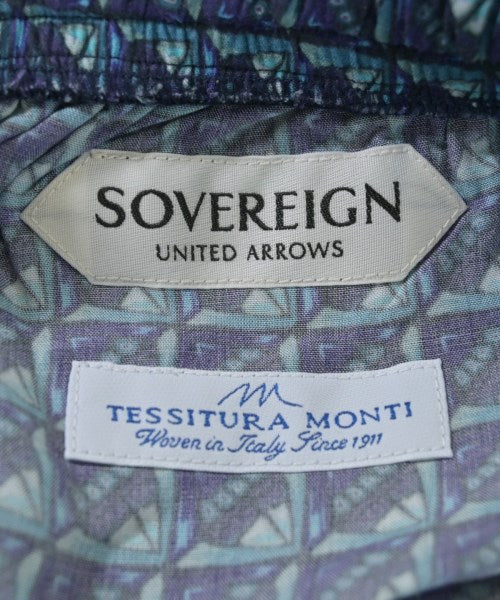 SOVEREIGN
UNITED ARROWS
TESSITURA MONTI
Woven in Italy Since 1911